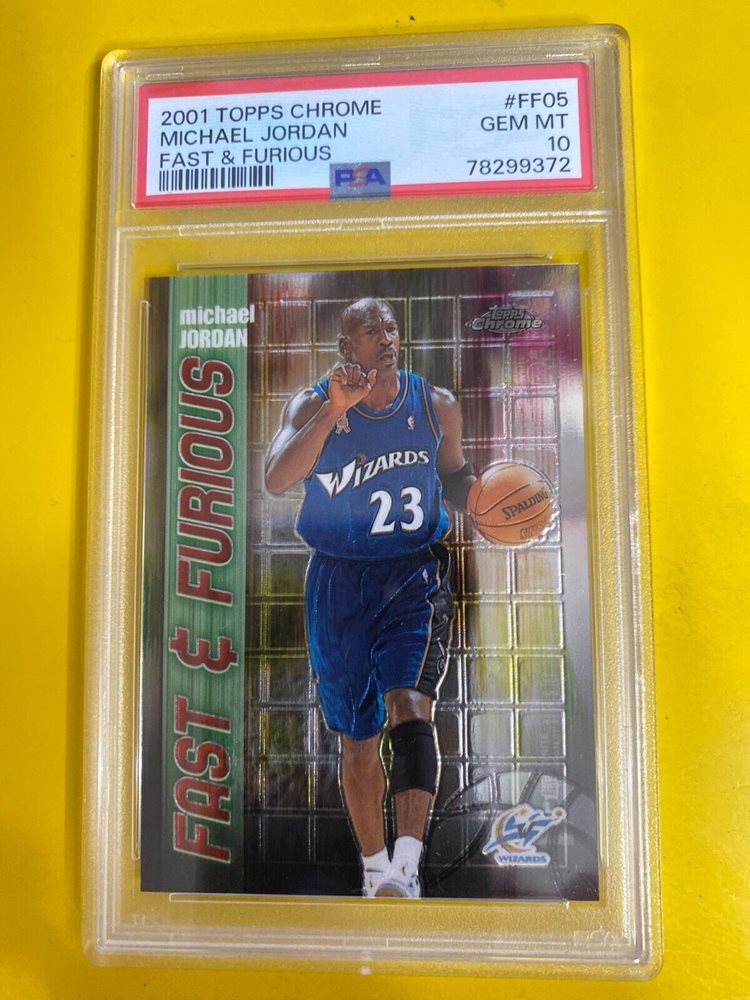 2001 TOPPS CHROME #FF05
MICHAEL JORDAN GEM MT
FAST & FURIOUS 10
PSA 78299372
michael
JORDAN
FAST & FURIOUS
TOPPS
Chrome
WIZARDS
23
SPALDING
WIZARDS
PSA